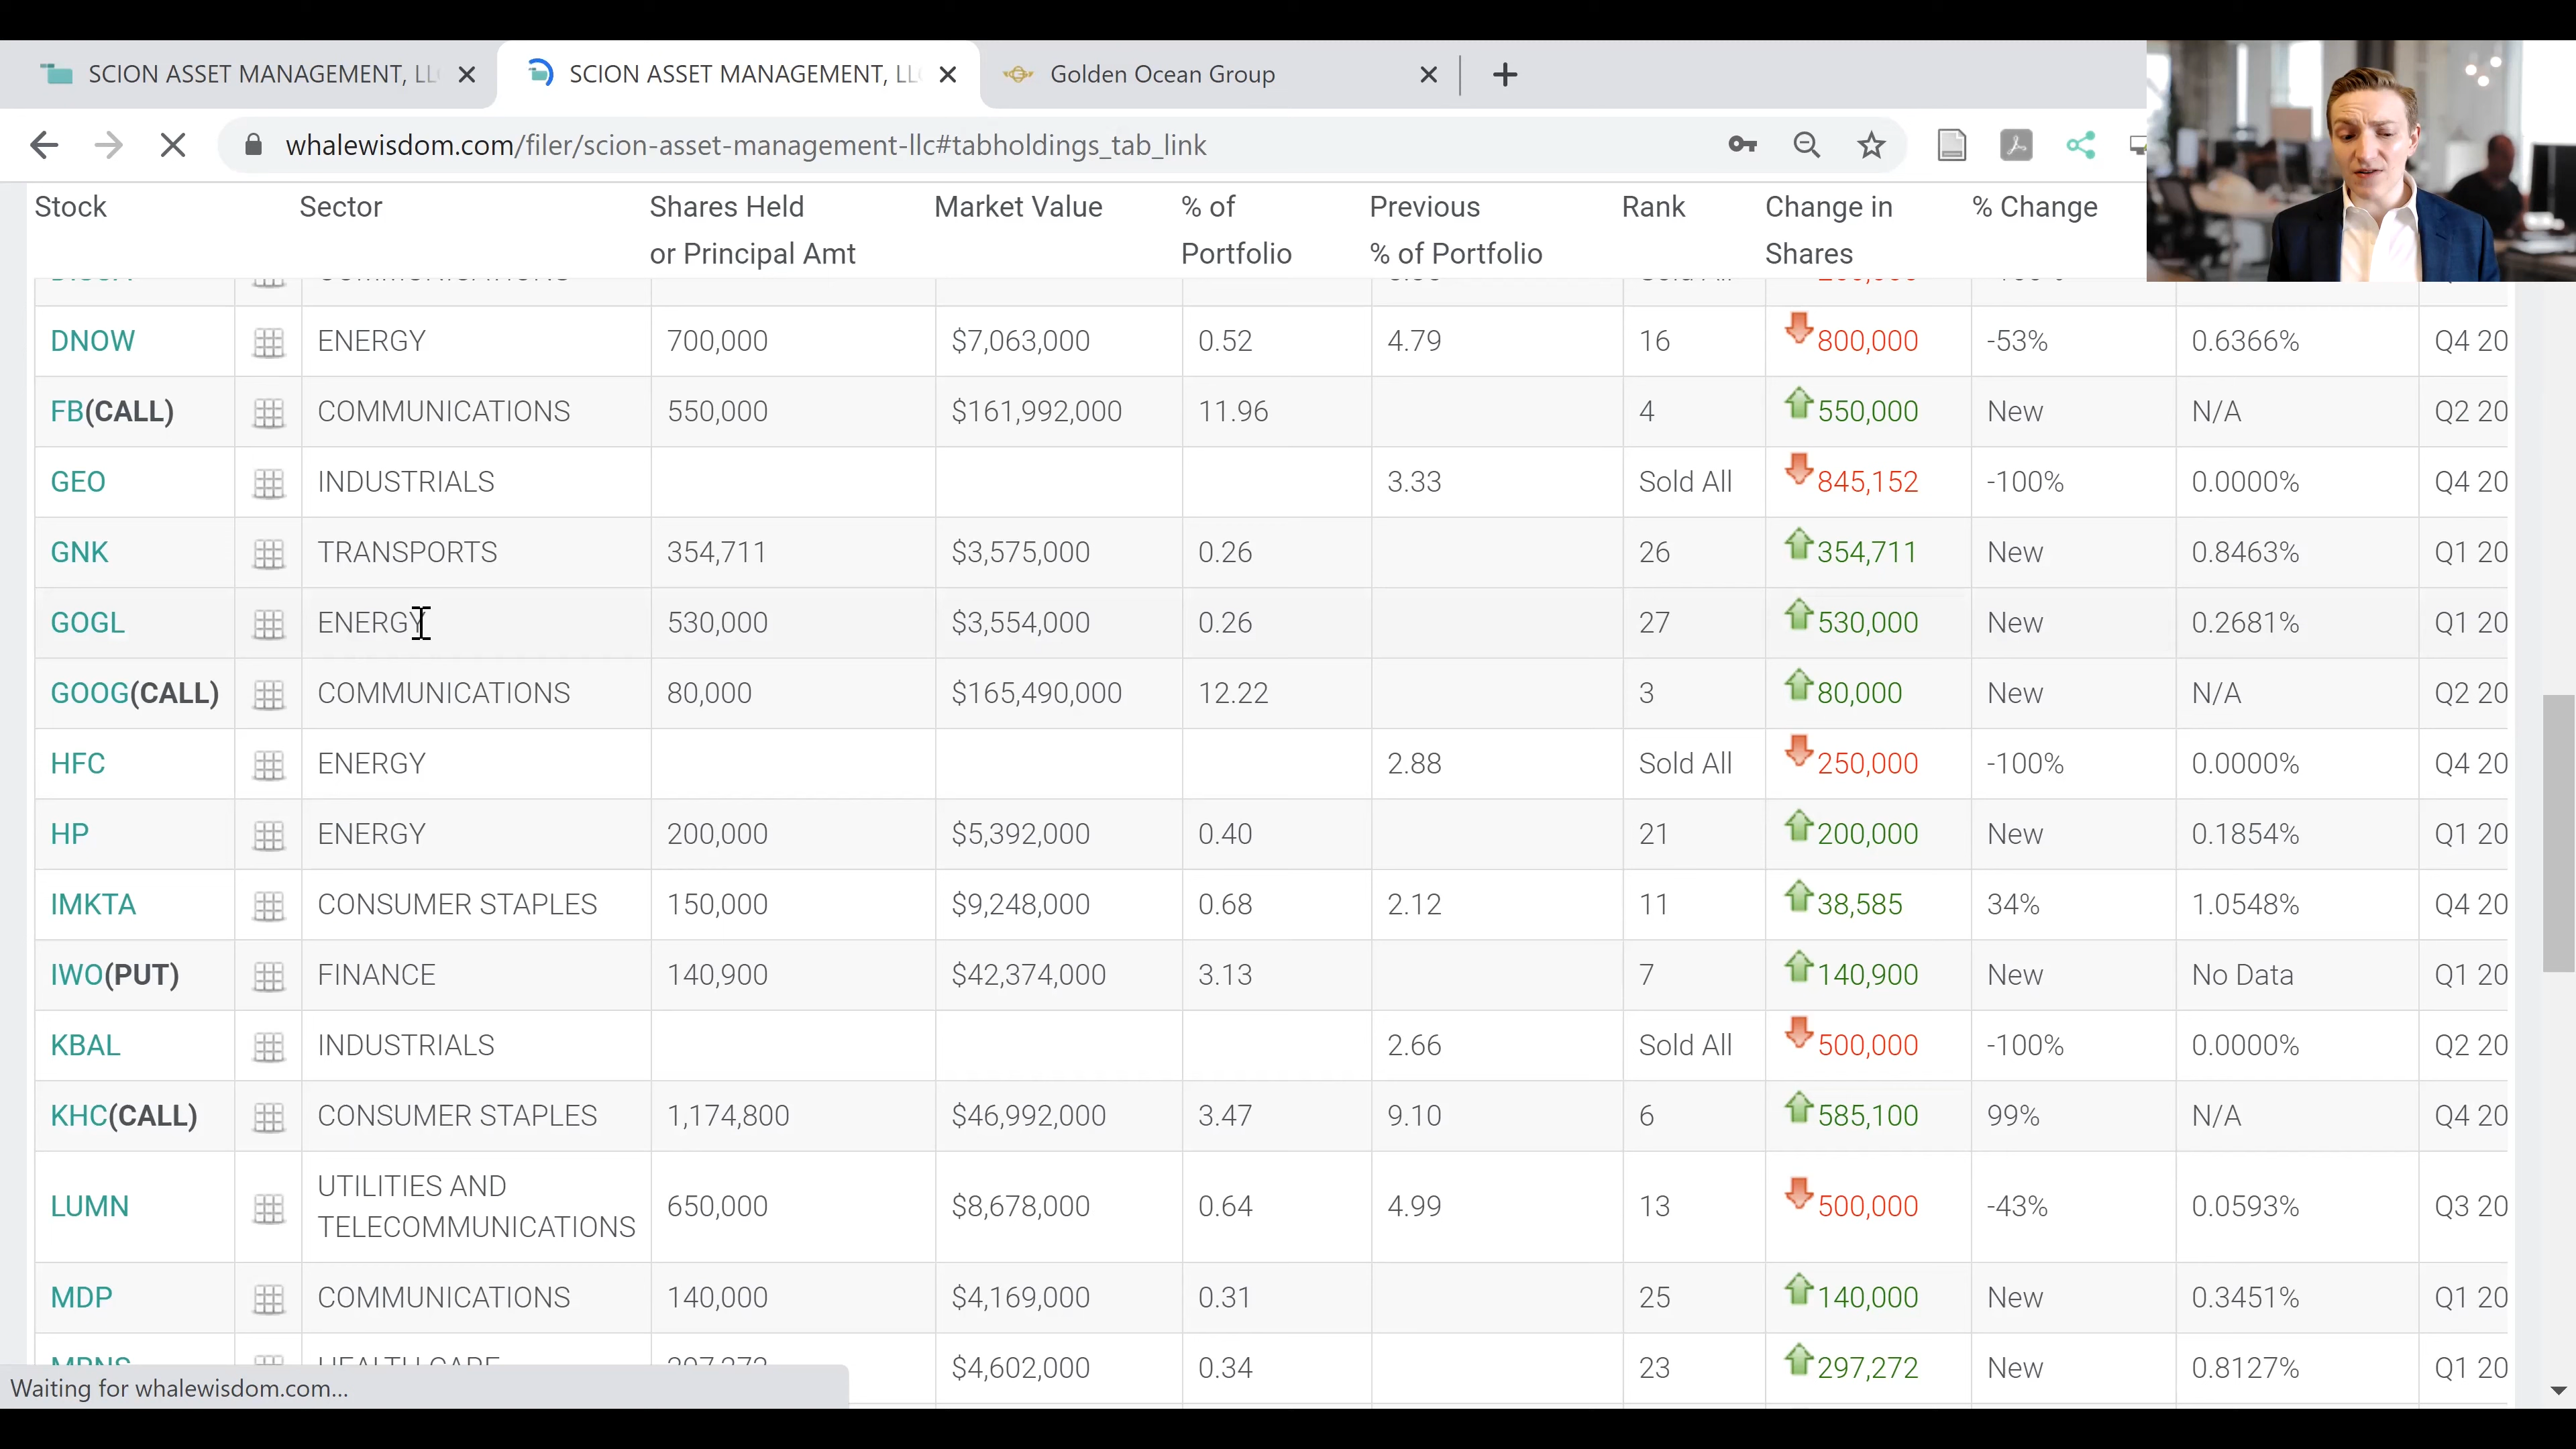 SCION ASSET MANAGEMENT, LL
SCION ASSET MANAGEMENT, LL
Golden Ocean Group
whalewisdom.com/filer/scion-asset-management-llc#tabholdings_tab_link
Stock Sector Shares Held or Principal Amt Market Value % of Portfolio Previous % of Portfolio Rank Change in Shares % Change
DNOW ENERGY 700,000 $7,063,000 0.52 4.79 16 800,000 -53% 0.6366% Q4 20
FB(CALL) COMMUNICATIONS 550,000 $161,992,000 11.96 4 550,000 New N/A Q2 20
GEO INDUSTRIALS 3.33 Sold All 845,152 -100% 0.0000% Q4 20
GNK TRANSPORTS 354,711 $3,575,000 0.26 26 354,711 New 0.8463% Q1 20
GOGL ENERGY 530,000 $3,554,000 0.26 27 530,000 New 0.2681% Q1 20
GOOG(CALL) COMMUNICATIONS 80,000 $165,490,000 12.22 3 80,000 New N/A Q2 20
HFC ENERGY 2.88 Sold All 250,000 -100% 0.0000% Q4 20
HP ENERGY 200,000 $5,392,000 0.40 21 200,000 New 0.1854% Q1 20
IMKTA CONSUMER STAPLES 150,000 $9,248,000 0.68 2.12 11 38,585 34% 1.0548% Q4 20
IWO(PUT) FINANCE 140,900 $42,374,000 3.13 7 140,900 New No Data Q1 20
KBAL INDUSTRIALS 2.66 Sold All 500,000 -100% 0.0000% Q2 20
KHC(CALL) CONSUMER STAPLES 1,174,800 $46,992,000 3.47 9.10 6 585,100 99% N/A Q4 20
LUMN UTILITIES AND TELECOMMUNICATIONS 650,000 $8,678,000 0.64 4.99 13 500,000 -43% 0.0593% Q3 20
MDP COMMUNICATIONS 140,000 $4,169,000 0.31 25 140,000 New 0.3451% Q1 20
$4,602,000 0.34 23 297,272 New 0.8127% Q1 20
Waiting for whalewisdom.com...